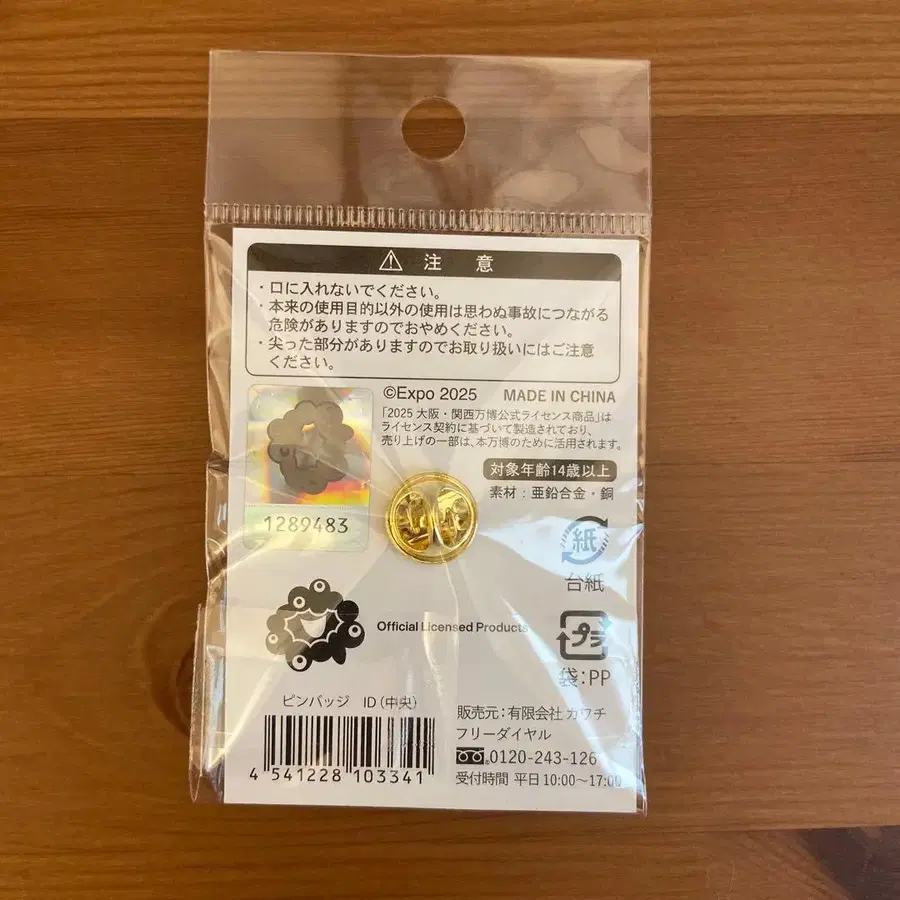 ⚠ 注 意
・口に入れないでください。
・本来の使用目的以外の使用は思わぬ事故につながる
危険がありますのでおやめください。
・尖った部分がありますのでお取り扱いにはご注意
ください。
©Expo 2025 MADE IN CHINA
「2025 大阪・関西万博公式ライセンス商品」は
ライセンス契約に基づいて製造されており、
売り上げの一部は、本万博のために活用されます。
対象年齢14歳以上
素材：亜鉛合金・銅
1289483
紙
台紙
Official Licensed Products
プラ
袋：PP
ピンバッジ ID（中央）
4 541228 103341
販売元：有限会社 カワチ
フリーダイヤル
0120-243-126
受付時間 平日 10:00～17:00